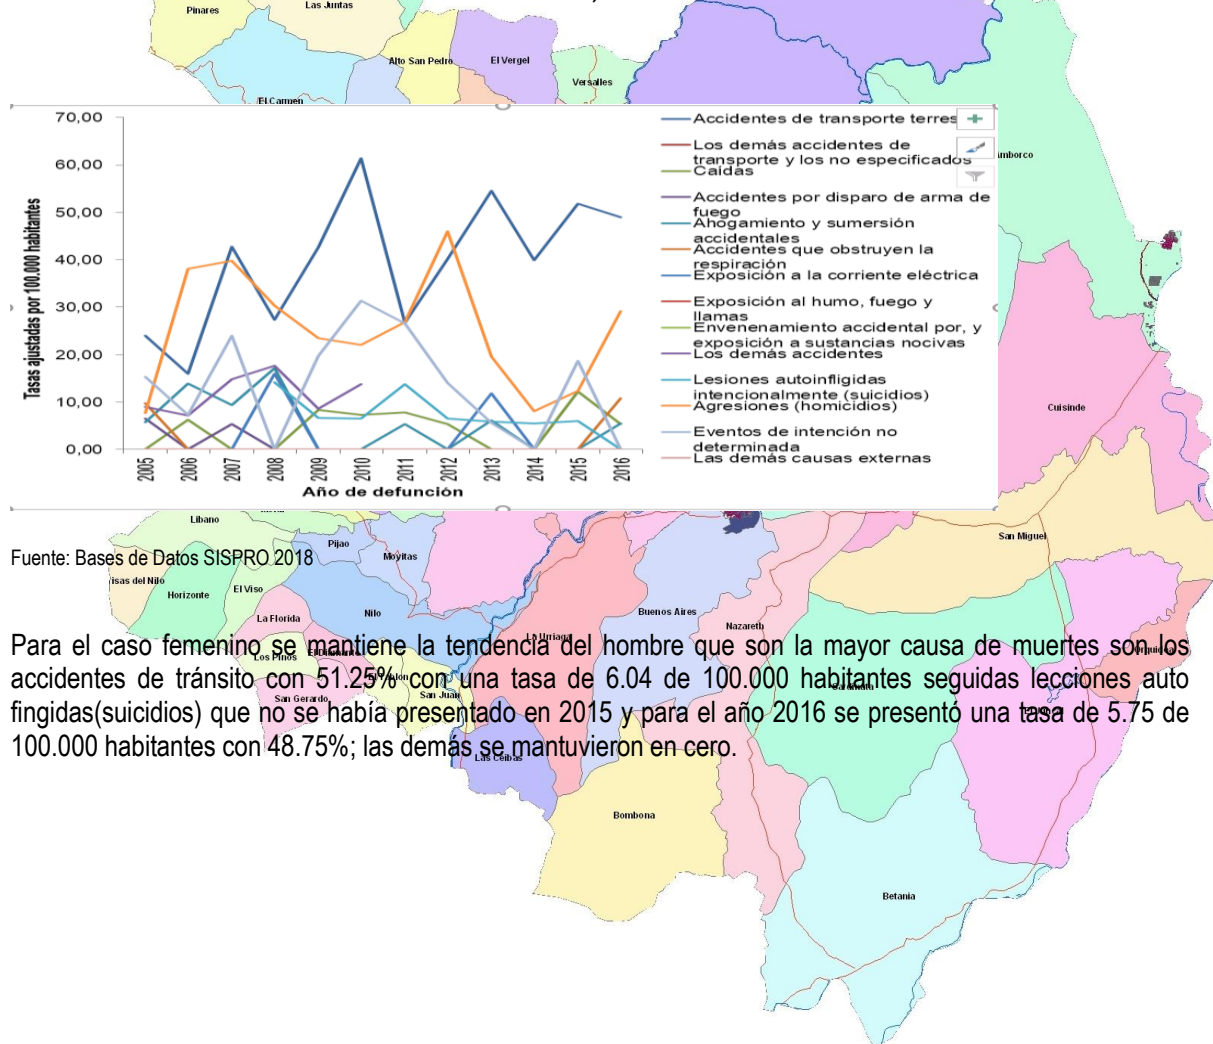 Las Juntas
Pinares
Alto San Pedro
El Vergel
Versalles
El Carmen
70,00
60,00
50,00
40,00
30,00
20,00
10,00
0,00
Tasas ajustadas por 100.000 habitantes
2005 2006 2007 2008 2009 2010 2011 2012 2013 2014 2015 2016
Año de defunción
Accidentes de transporte terres
Los demás accidentes de
transporte y los no especificados
Caídas
Accidentes por disparo de arma de
fuego
Ahogamiento y sumersión
accidentales
Accidentes que obstruyen la
respiración
Exposición a la corriente eléctrica
Exposición al humo, fuego y
llamas
Envenenamiento accidental por, y
exposición a sustancias nocivas
Los demás accidentes
Lesiones autoinfligidas
intencionalmente (suicidios)
Agresiones (homicidios)
Eventos de intención no
determinada
Las demás causas externas
mborco
Cuisinde
Libano
San Miguel
Pijao
Moyitas
Fuente: Bases de Datos SISPRO 2018
isas del Nilo
Horizonte
El Viso
La Florida
Nilo
Buenos Aires
Nazareth
Para el caso femenino se mantiene la tendencia del hombre que son la mayor causa de muertes son los
accidentes de tránsito con 51.25% con una tasa de 6.04 de 100.000 habitantes seguidas lecciones auto
fingidas(suicidios) que no se había presentado en 2015 y para el año 2016 se presentó una tasa de 5.75 de
100.000 habitantes con 48.75%; las demás se mantuvieron en cero.
Los Pinos
San Gerardo
San Juan
Las Ceibas
Bombona
Betania